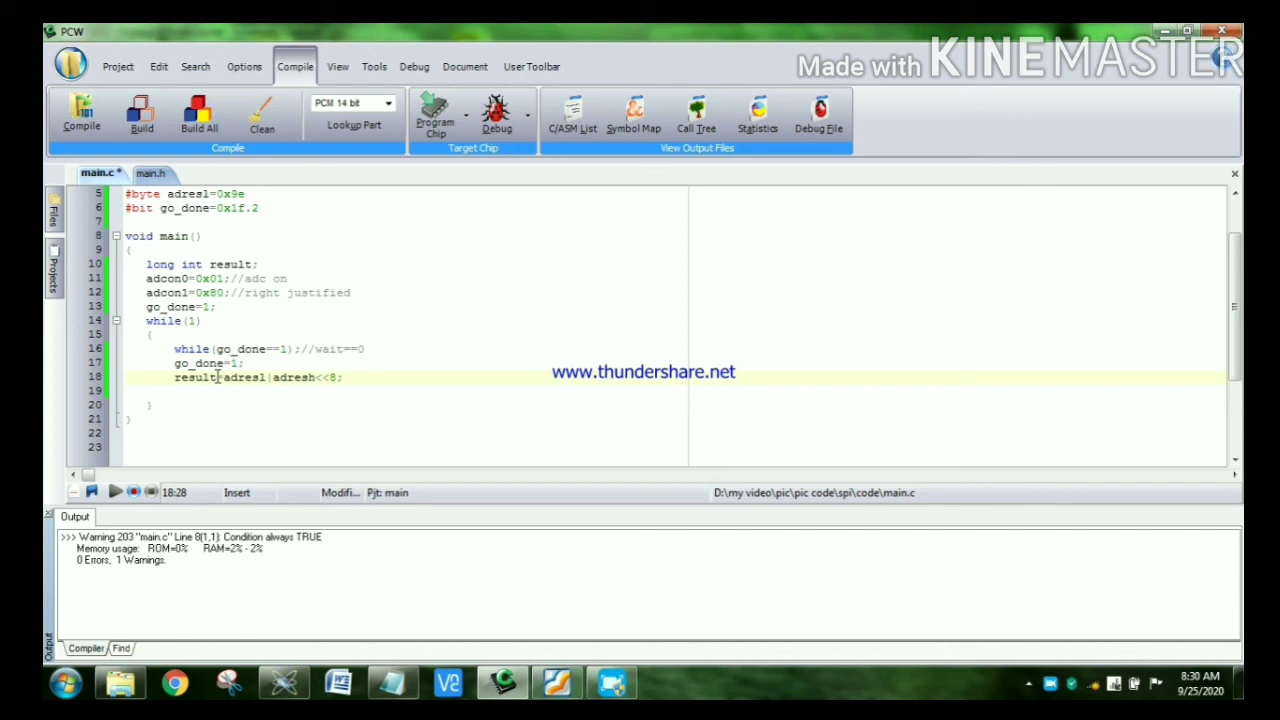 PCW
Made with KINEMASTER
Project Edit Search Options Compile View Tools Debug Document User Toolbar
PCM 14 bit
Compile Build Build All Clean Lookup Part Program Chip Debug C/ASM List Symbol Map Call Tree Statistics Debug File
Compile Target Chip View Output Files
main.c * main.h
Files
Projects
5 #byte adresl=0x9e
6 #bit go_done=0x1f.2
7
8 void main()
9 {
10 long int result;
11 adcon0=0x01;//adc on
12 adcon1=0x80;//right justified
13 go_done=1;
14 while(1)
15 {
16 while(go_done==1);//wait==0
17 go_done=1;
18 result=adresl|adresh<<8;
19
20 }
21 }
22
23
www.thundershare.net
18:28 Insert Modifi... Pjt: main D:\my video\pic\pic code\spi\code\main.c
Output
>>> Warning 203 "main.c" Line 8(1,1): Condition always TRUE
Memory usage: ROM=0% RAM=2% - 2%
0 Errors, 1 Warnings.
Output
Compiler Find
8:30 AM
9/25/2020